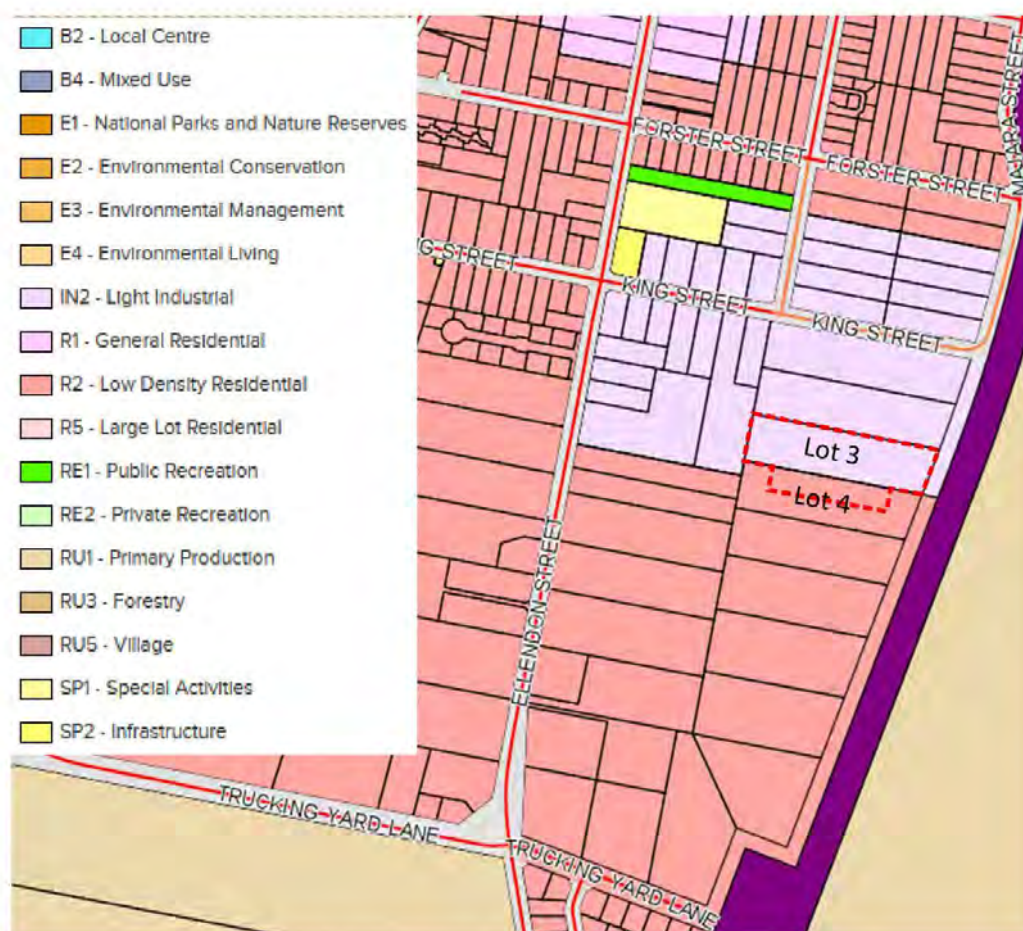 B2 - Local Centre
B4 - Mixed Use
E1 - National Parks and Nature Reserves
E2 - Environmental Conservation
E3 - Environmental Management
E4 - Environmental Living
IN2 - Light Industrial
R1 - General Residential
R2 - Low Density Residential
R5 - Large Lot Residential
RE1 - Public Recreation
RE2 - Private Recreation
RU1 - Primary Production
RU3 - Forestry
RU5 - Village
SP1 - Special Activities
SP2 - Infrastructure
MAJARA STREET
FORSTER STREET
FORSTER STREET
G STREET
KING STREET
KING STREET
Lot 3
Lot 4
ELLENDON STREET
TRUCKING YARD LANE
TRUCKING YARD LANE